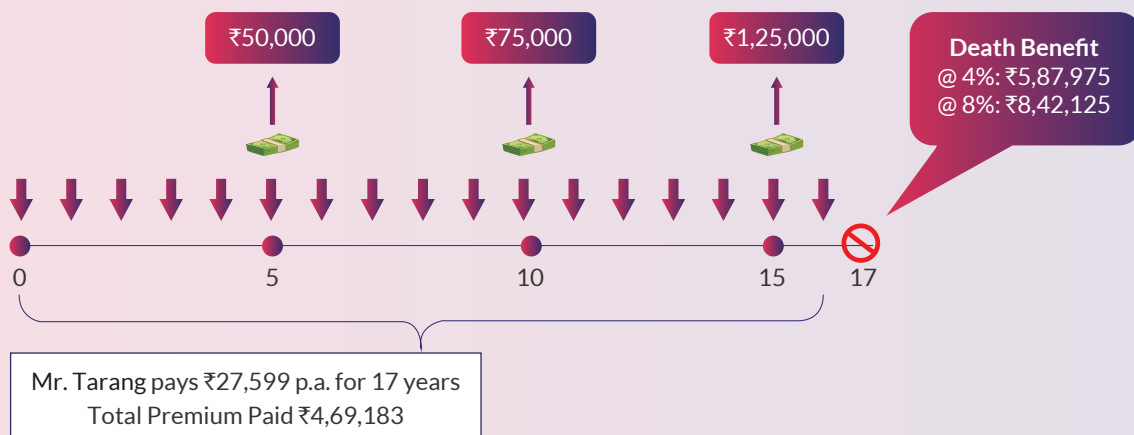 ₹50,000
₹75,000
₹1,25,000
Death Benefit
@ 4%: ₹5,87,975
@ 8%: ₹8,42,125
0
5
10
15
17
Mr. Tarang pays ₹27,599 p.a. for 17 years
Total Premium Paid ₹4,69,183